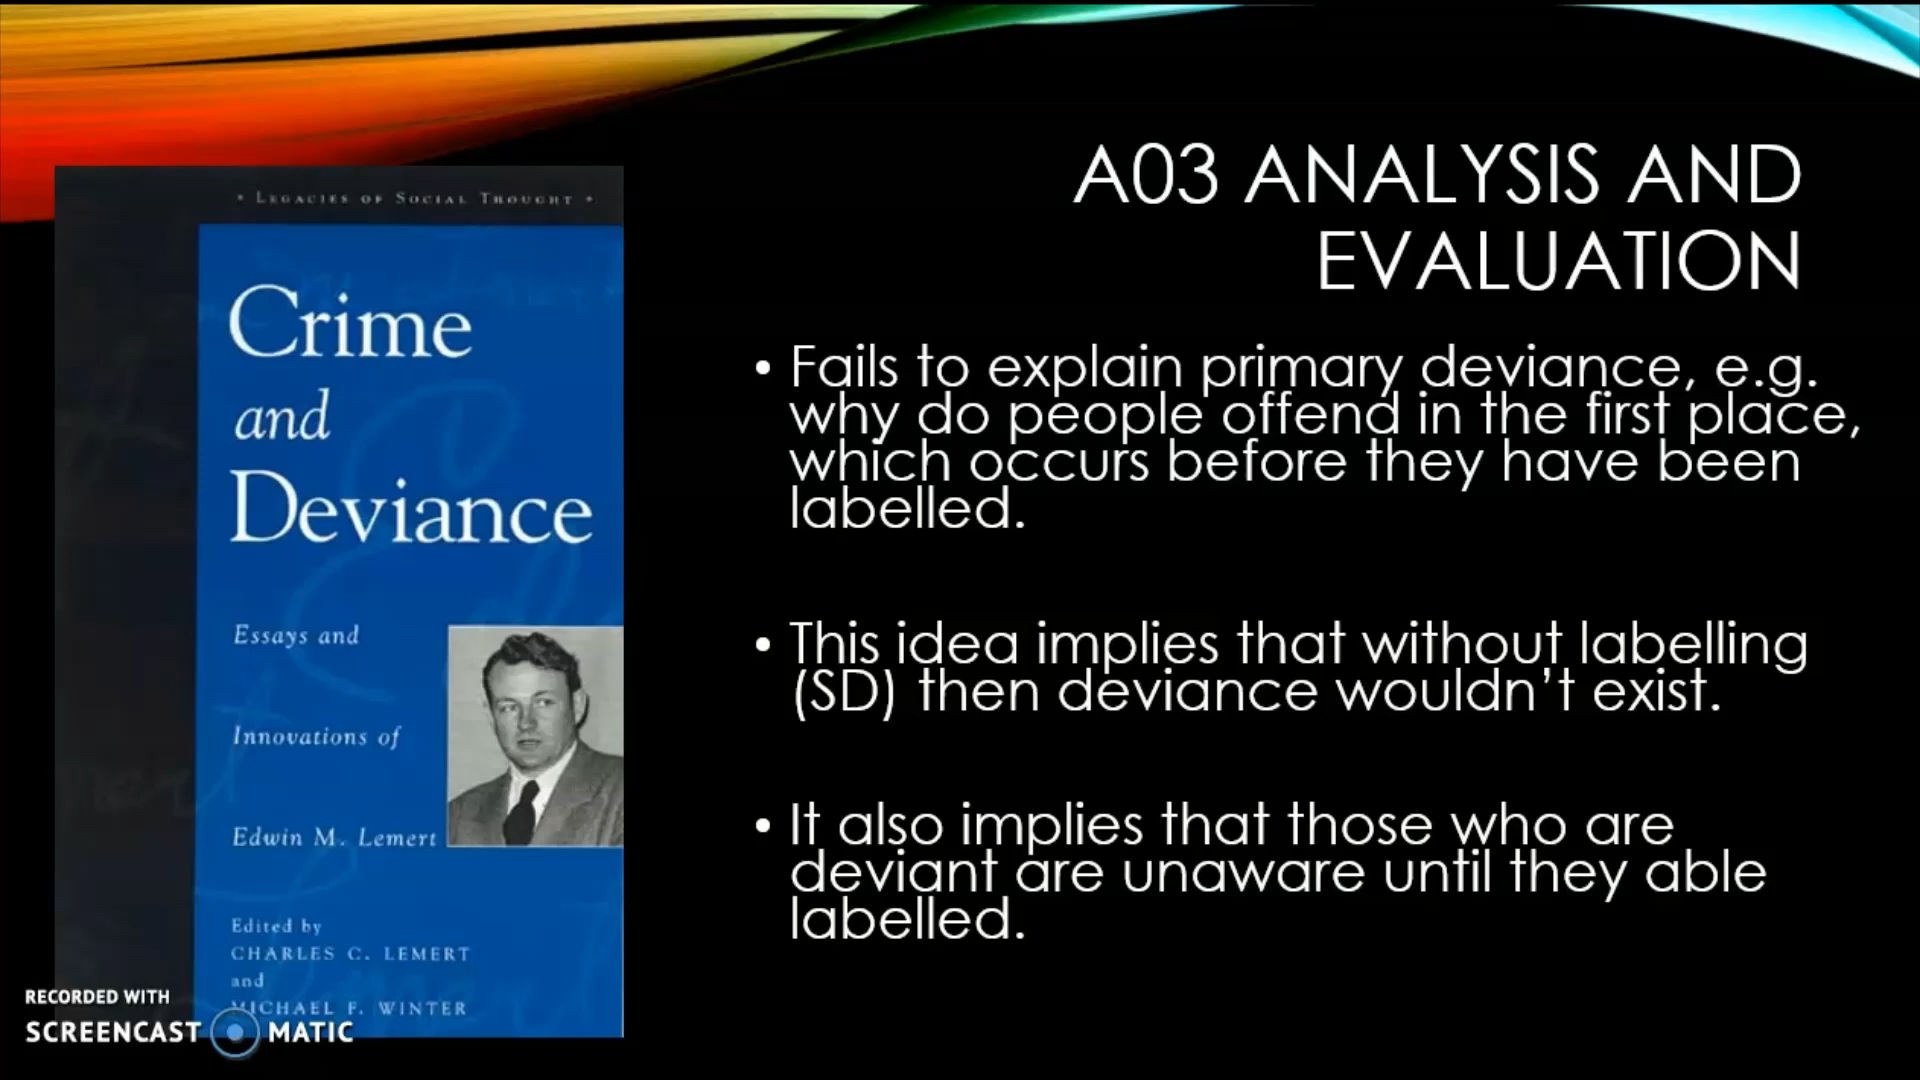 • Legacies of Social Thought •
Crime
and
Deviance
Essays and
Innovations of
Edwin M. Lemert
Edited by
CHARLES C. LEMERT
and
MICHAEL F. WINTER
A03 ANALYSIS AND
EVALUATION
• Fails to explain primary deviance, e.g.
why do people offend in the first place,
which occurs before they have been
labelled.
• This idea implies that without labelling
(SD) then deviance wouldn’t exist.
• It also implies that those who are
deviant are unaware until they able
labelled.
RECORDED WITH
SCREENCAST MATIC